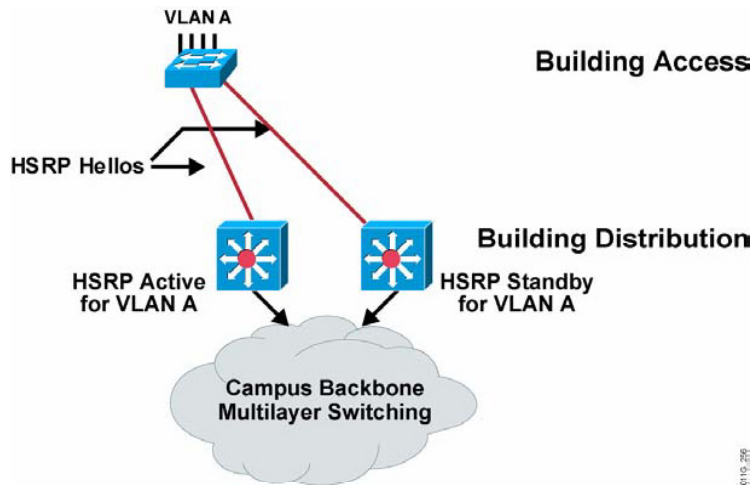 VLAN A
Building Access
HSRP Hellos
Building Distribution
HSRP Active
for VLAN A
HSRP Standby
for VLAN A
Campus Backbone
Multilayer Switching